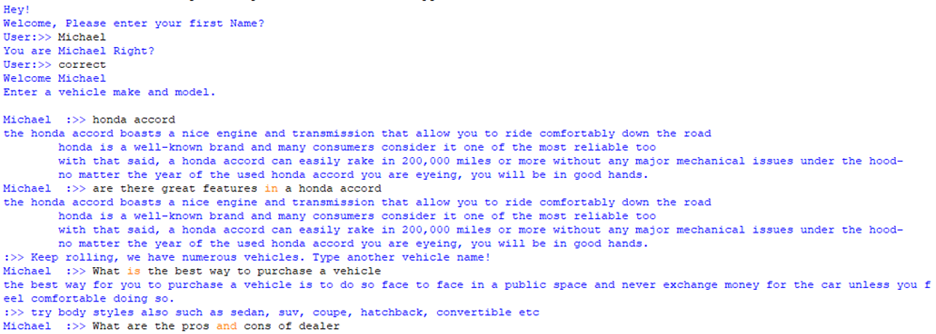 Hey!
Welcome, Please enter your first Name?
User:>> Michael
You are Michael Right?
User:>> correct
Welcome Michael
Enter a vehicle make and model.
Michael  :>> honda accord
the honda accord boasts a nice engine and transmission that allow you to ride comfortably down the road
honda is a well-known brand and many consumers consider it one of the most reliable too
with that said, a honda accord can easily rake in 200,000 miles or more without any major mechanical issues under the hood-
no matter the year of the used honda accord you are eyeing, you will be in good hands.
Michael  :>> are there great features in a honda accord
the honda accord boasts a nice engine and transmission that allow you to ride comfortably down the road
honda is a well-known brand and many consumers consider it one of the most reliable too
with that said, a honda accord can easily rake in 200,000 miles or more without any major mechanical issues under the hood-
no matter the year of the used honda accord you are eyeing, you will be in good hands.
:>> Keep rolling, we have numerous vehicles. Type another vehicle name!
Michael  :>> What is the best way to purchase a vehicle
the best way for you to purchase a vehicle is to do so face to face in a public space and never exchange money for the car unless you f
eel comfortable doing so.
:>> try body styles also such as sedan, suv, coupe, hatchback, convertible etc
Michael  :>> What are the pros and cons of dealer